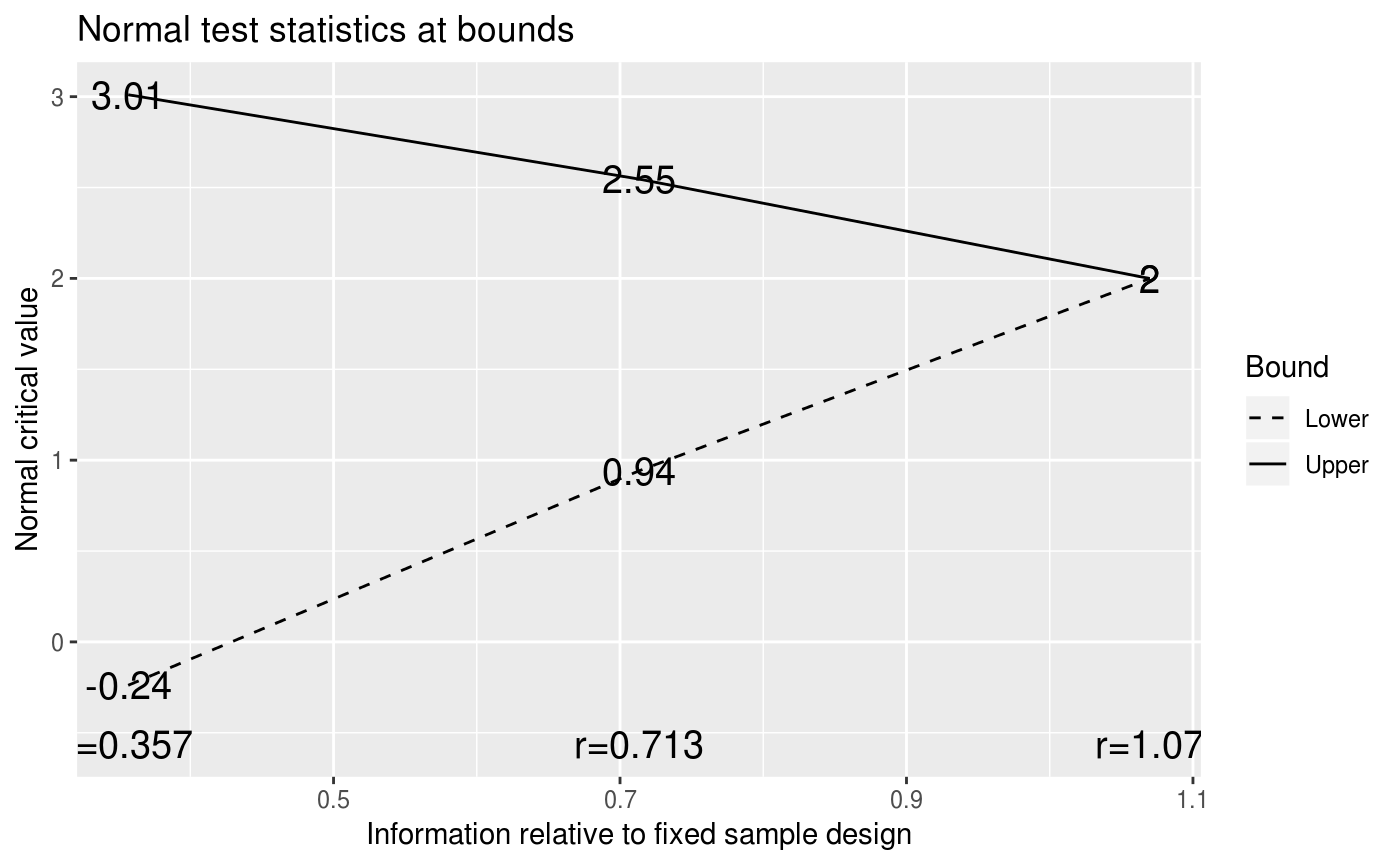 Normal test statistics at bounds
Normal critical value
3
2
1
0
3.01
2.55
2
0.94
-0.24
=0.357
r=0.713
r=1.07
0.5
0.7
0.9
1.1
Information relative to fixed sample design
Bound
Lower
Upper